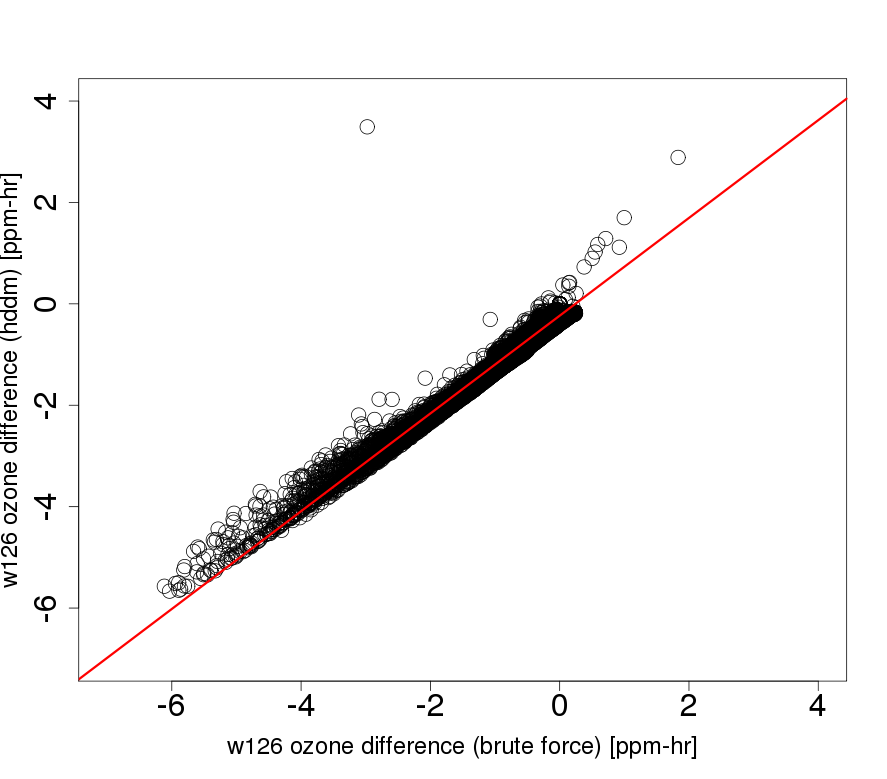 w126 ozone difference (hddm) [ppm-hr]
4
2
0
-2
-4
-6
-6 -4 -2 0 2 4
w126 ozone difference (brute force) [ppm-hr]